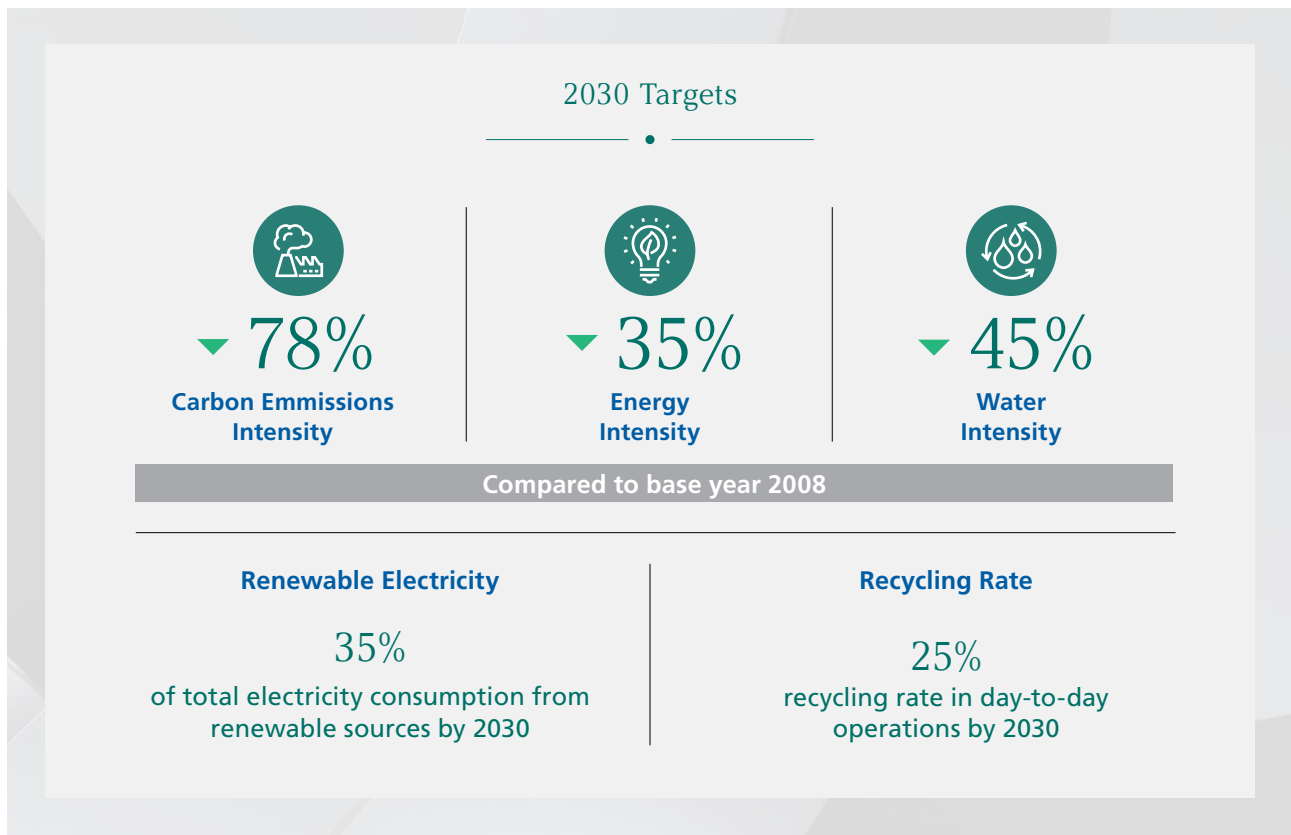 2030 Targets
78%
Carbon Emmissions
Intensity
35%
Energy
Intensity
45%
Water
Intensity
Compared to base year 2008
Renewable Electricity
35%
of total electricity consumption from
renewable sources by 2030
Recycling Rate
25%
recycling rate in day-to-day
operations by 2030